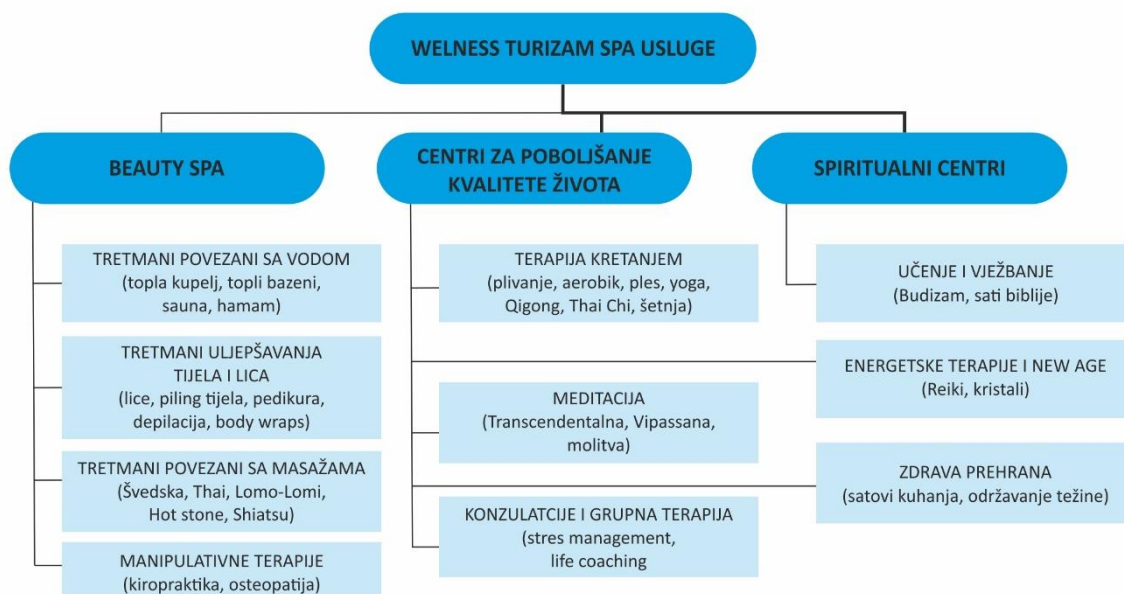 WELNESS TURIZAM SPA USLUGE
BEAUTY SPA
TRETMANI POVEZANI SA VODOM
(topla kupelj, topli bazeni,
sauna, hamam)
TRETMANI ULJEPŠAVANJA
TIJELA I LICA
(lice, piling tijela, pedikura,
depilacija, body wraps)
TRETMANI POVEZANI SA MASAŽAMA
(Švedska, Thai, Lomo-Lomi,
Hot stone, Shiatsu)
MANIPULATIVNE TERAPIJE
(kiropraktika, osteopatija)
CENTRI ZA POBOLJŠANJE
KVALITETE ŽIVOTA
TERAPIJA KRETANJEM
(plivanje, aerobik, ples, yoga,
Qigong, Thai Chi, šetnja)
MEDITACIJA
(Transcendentalna, Vipassana,
molitva)
KONZULATCIJE I GRUPNA TERAPIJA
(stres management,
life coaching
SPIRITUALNI CENTRI
UČENJE I VJEŽBANJE
(Budizam, sati biblije)
ENERGETSKE TERAPIJE I NEW AGE
(Reiki, kristali)
ZDRAVA PREHRANA
(satovi kuhanja, održavanje težine)